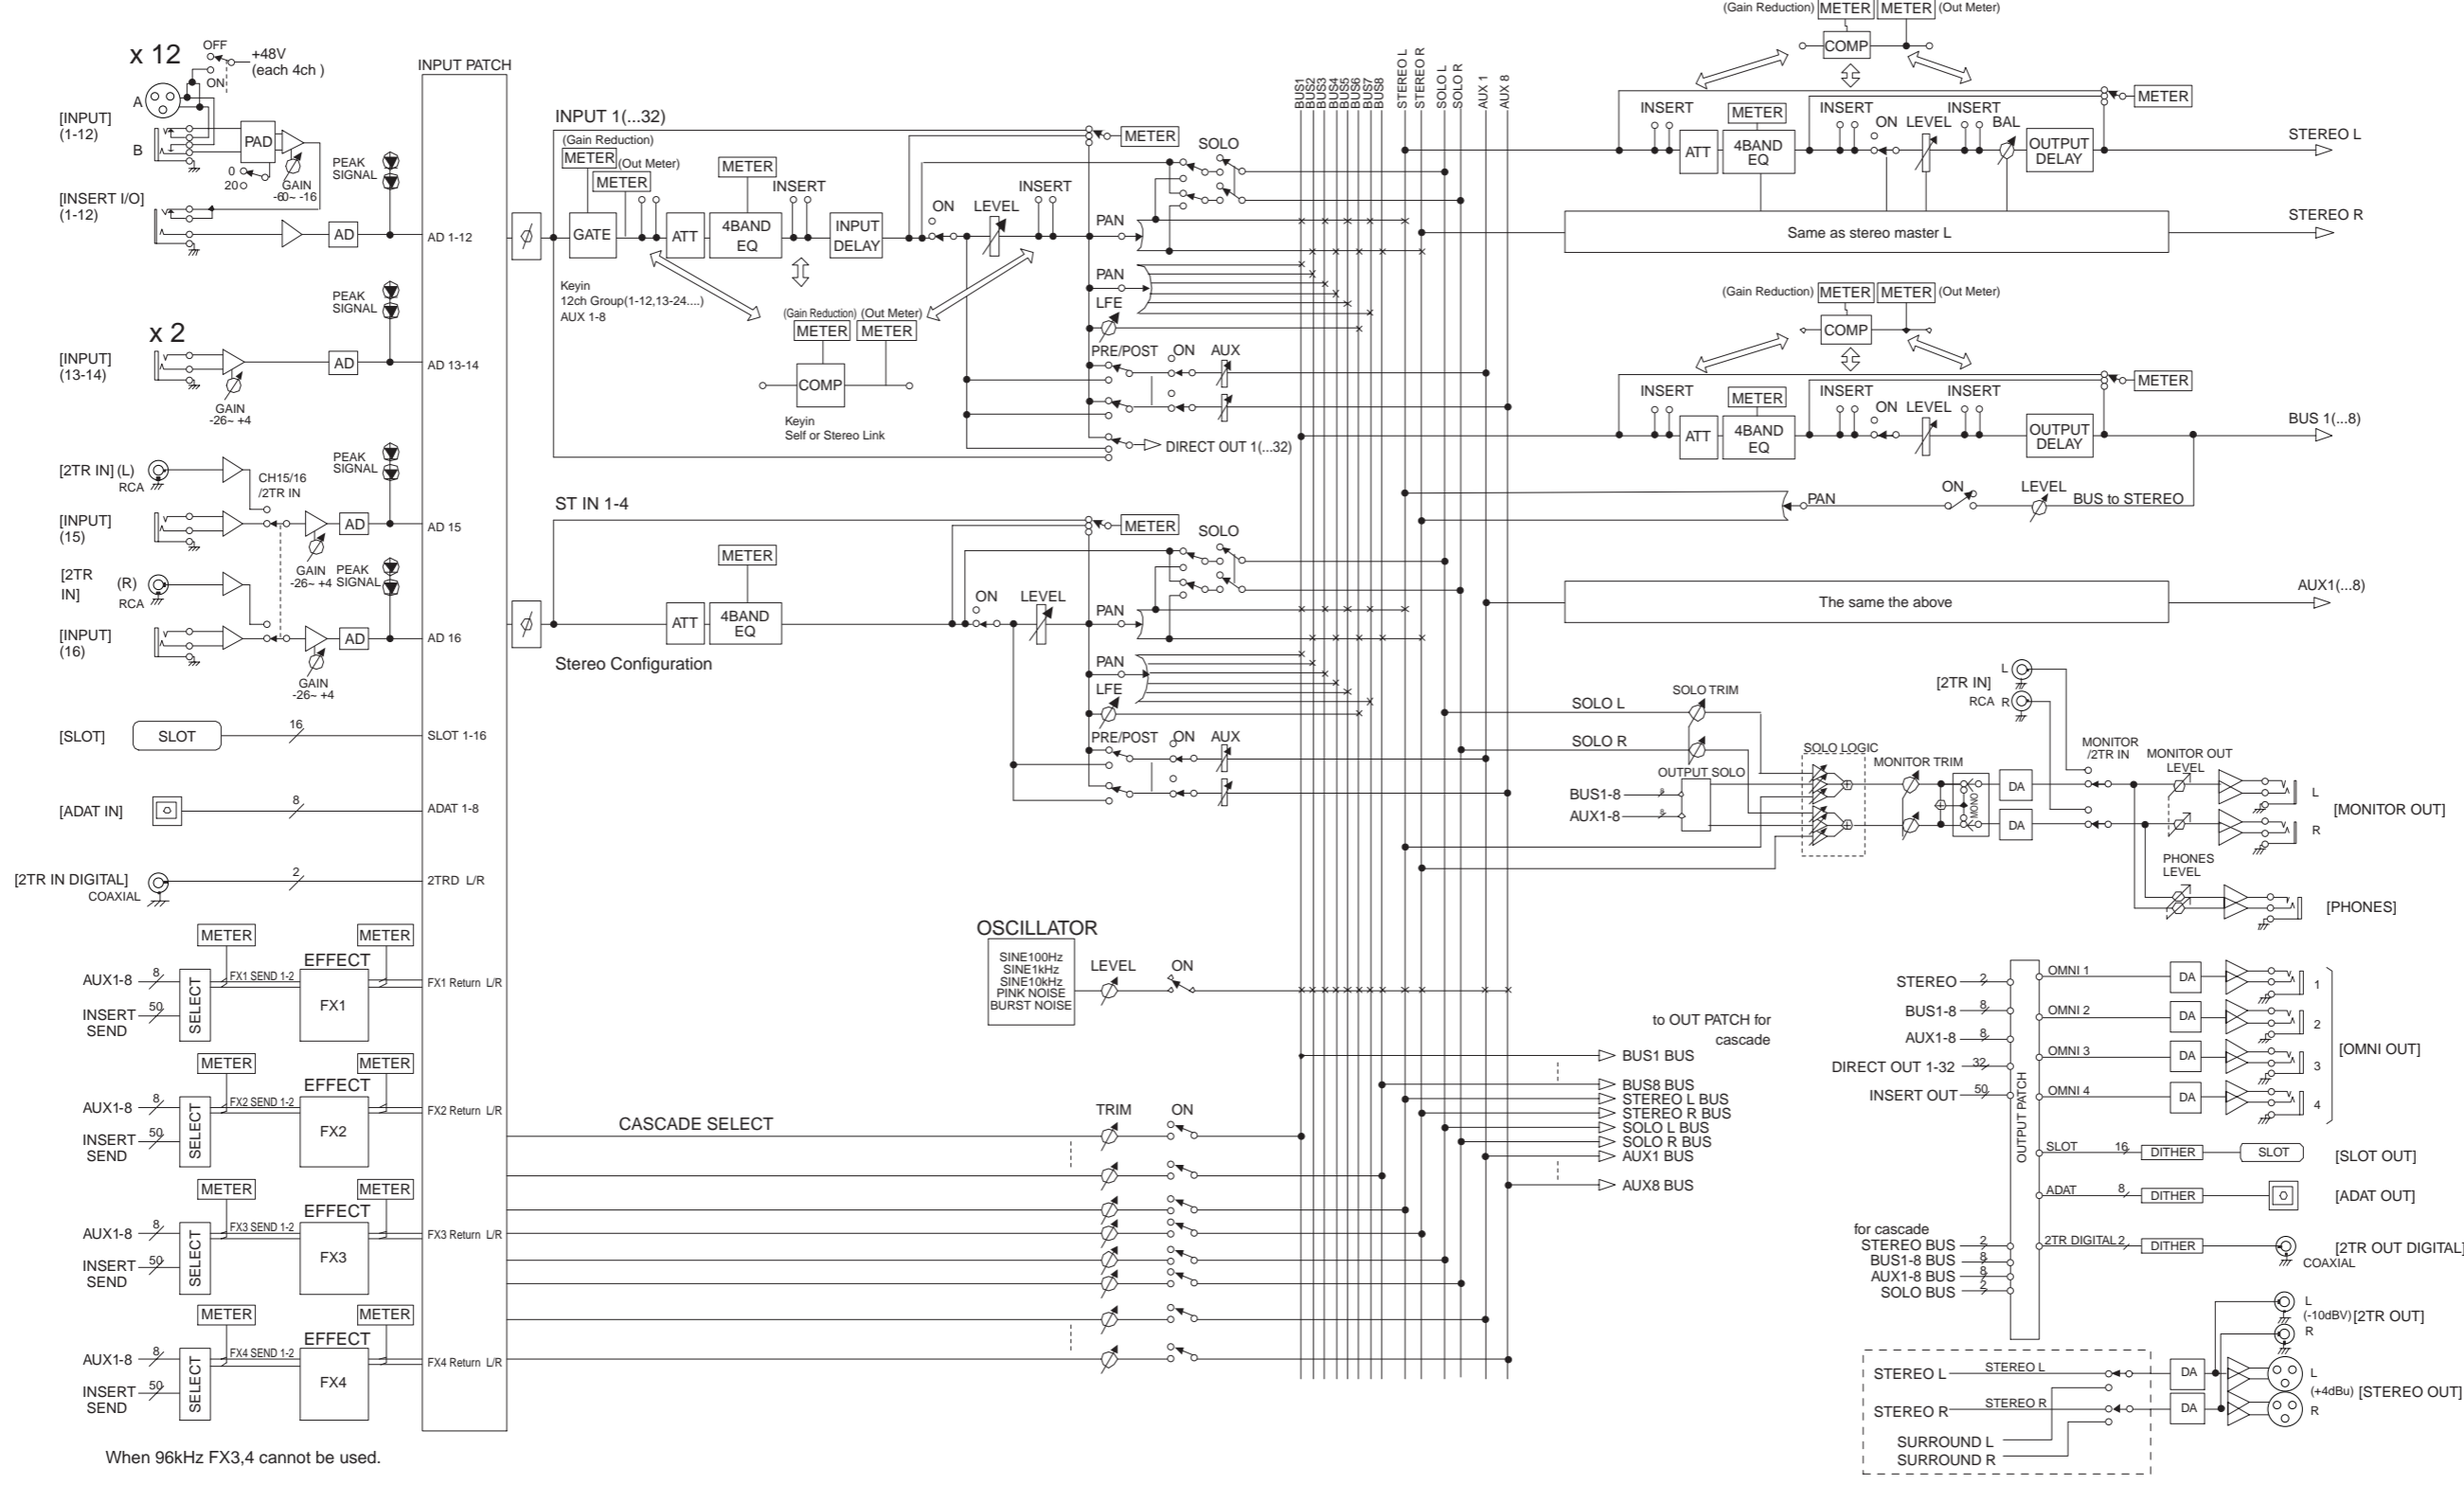 x 12
OFF
+48V
(each 4ch )
ON
A
[INPUT]
(1-12)
B
PAD
0
20
GAIN
-60~ -16
PEAK
SIGNAL
[INSERT I/O]
(1-12)
AD
AD 1-12
INPUT PATCH
x 2
PEAK
SIGNAL
[INPUT]
(13-14)
AD
AD 13-14
GAIN
-26~ +4
[2TR IN] (L)
RCA
CH15/16
/2TR IN
PEAK
SIGNAL
[INPUT]
(15)
AD
AD 15
GAIN
-26~ +4
PEAK
SIGNAL
[2TR
IN]
(R)
RCA
[INPUT]
(16)
AD
AD 16
GAIN
-26~ +4
[SLOT]
SLOT
16
SLOT 1-16
[ADAT IN]
8
ADAT 1-8
[2TR IN DIGITAL]
COAXIAL
2
2TRD L/R
METER
METER
EFFECT
AUX1-8
8
SELECT
FX1 SEND 1-2
FX1
FX1 Return L/R
INSERT
SEND
50
METER
METER
EFFECT
AUX1-8
8
SELECT
FX2 SEND 1-2
FX2
FX2 Return L/R
INSERT
SEND
50
METER
METER
EFFECT
AUX1-8
8
SELECT
FX3 SEND 1-2
FX3
FX3 Return L/R
INSERT
SEND
50
METER
METER
EFFECT
AUX1-8
8
SELECT
FX4 SEND 1-2
FX4
FX4 Return L/R
INSERT
SEND
50
When 96kHz FX3,4 cannot be used.
INPUT 1(...32)
(Gain Reduction)
METER
(Out Meter)
METER
METER
INSERT
GATE
ATT
4BAND
EQ
INPUT
DELAY
ON
LEVEL
INSERT
METER
SOLO
PAN
PAN
LFE
PRE/POST
ON
AUX
DIRECT OUT 1(...32)
Keyin
12ch Group(1-12,13-24....)
AUX 1-8
(Gain Reduction)
(Out Meter)
METER
METER
COMP
Keyin
Self or Stereo Link
ST IN 1-4
METER
ATT
4BAND
EQ
ON
LEVEL
METER
SOLO
PAN
PAN
LFE
PRE/POST
ON
AUX
Stereo Configuration
OSCILLATOR
SINE100Hz
SINE1kHz
SINE10kHz
PINK NOISE
BURST NOISE
LEVEL
ON
CASCADE SELECT
TRIM
ON
BUS1
BUS2
BUS3
BUS4
BUS5
BUS6
BUS7
BUS8
STEREO L
STEREO R
SOLO L
SOLO R
AUX 1
AUX 8
(Gain Reduction)
METER
METER
(Out Meter)
COMP
METER
INSERT
METER
INSERT
ON
LEVEL
INSERT
BAL
ATT
4BAND
EQ
OUTPUT
DELAY
STEREO L
Same as stereo master L
STEREO R
(Gain Reduction)
METER
METER
(Out Meter)
COMP
METER
INSERT
METER
INSERT
ON
LEVEL
INSERT
ATT
4BAND
EQ
OUTPUT
DELAY
BUS 1(...8)
PAN
ON
LEVEL
BUS to STEREO
The same the above
AUX1(...8)
SOLO L
SOLO R
SOLO TRIM
OUTPUT SOLO
BUS1-8
8
AUX1-8
8
SOLO LOGIC
MONITOR TRIM
MONO
DA
DA
[2TR IN]
L
RCA R
MONITOR
/2TR IN
MONITOR OUT
LEVEL
L
R
[MONITOR OUT]
PHONES
LEVEL
[PHONES]
to OUT PATCH for
cascade
BUS1 BUS
BUS8 BUS
STEREO L BUS
STEREO R BUS
SOLO L BUS
SOLO R BUS
AUX1 BUS
AUX8 BUS
STEREO
2
BUS1-8
8
AUX1-8
8
DIRECT OUT 1-32
32
INSERT OUT
50
OUTPUT PATCH
OMNI 1
DA
1
OMNI 2
DA
2
OMNI 3
DA
3
OMNI 4
DA
4
[OMNI OUT]
SLOT
16
DITHER
SLOT
[SLOT OUT]
ADAT
8
DITHER
[ADAT OUT]
for cascade
STEREO BUS
2
BUS1-8 BUS
8
AUX1-8 BUS
8
SOLO BUS
2
2TR DIGITAL
2
DITHER
COAXIAL
[2TR OUT DIGITAL]
L
(-10dBV)
[2TR OUT]
R
STEREO L
STEREO L
DA
L
(+4dBu)
[STEREO OUT]
STEREO R
STEREO R
DA
R
SURROUND L
SURROUND R